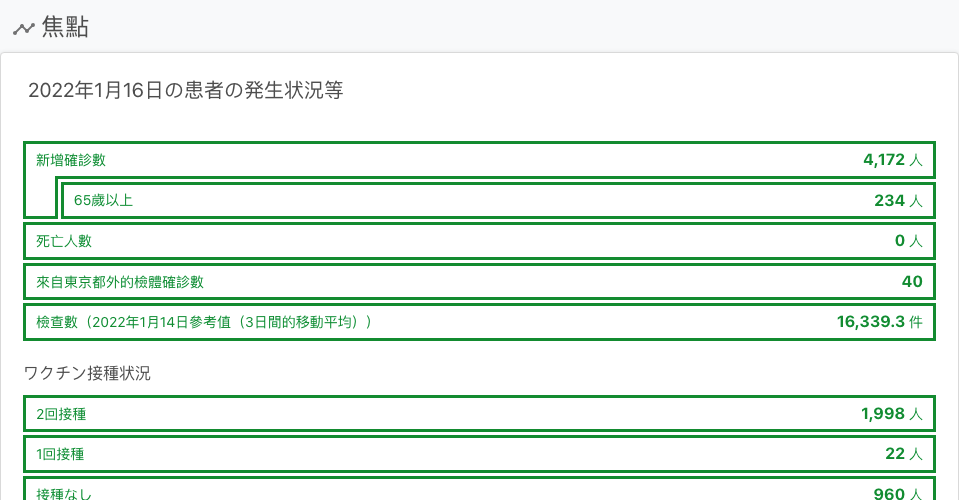 焦點
2022年1月16日の患者の発生状況等
新增確診數 4,172 人
65歲以上 234 人
死亡人數 0 人
來自東京都外的檢體確診數 40
檢查數（2022年1月14日參考值（3日間的移動平均）） 16,339.3 件
ワクチン接種状況
2回接種 1,998 人
1回接種 22 人
接種なし 960 人